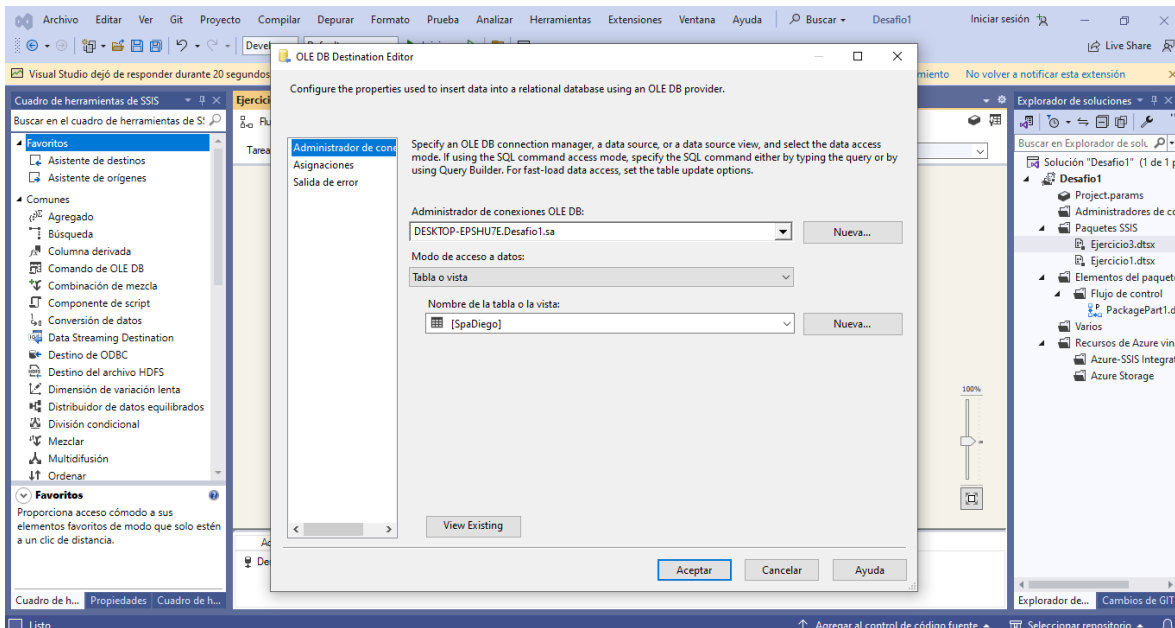 Archivo Editar Ver Git Proyecto Compilar Depurar Formato Prueba Analizar Herramientas Extensiones Ventana Ayuda Buscar Desafio1 Iniciar sesión
Live Share
Visual Studio dejó de responder durante 20 segundos
No volver a notificar esta extensión
Cuadro de herramientas de SSIS
Buscar en el cuadro de herramientas de S!
Favoritos
Asistente de destinos
Asistente de orígenes
Comunes
Agregado
Búsqueda
Columna derivada
Comando de OLE DB
Combinación de mezcla
Componente de script
Conversión de datos
Data Streaming Destination
Destino de ODBC
Destino del archivo HDFS
Dimensión de variación lenta
Distribuidor de datos equilibrados
División condicional
Mezclar
Multidifusión
Ordenar
Favoritos
Proporciona acceso cómodo a sus
elementos favoritos de modo que solo estén
a un clic de distancia.
Cuadro de h... Propiedades Cuadro de h...
OLE DB Destination Editor
Configure the properties used to insert data into a relational database using an OLE DB provider.
Administrador de cone
Asignaciones
Salida de error
Specify an OLE DB connection manager, a data source, or a data source view, and select the data access
mode. If using the SQL command access mode, specify the SQL command either by typing the query or by
using Query Builder. For fast-load data access, set the table update options.
Administrador de conexiones OLE DB:
DESKTOP-EPSHU7E.Desafio1.sa Nueva...
Modo de acceso a datos:
Tabla o vista
Nombre de la tabla o la vista:
[SpaDiego] Nueva...
View Existing
Aceptar Cancelar Ayuda
100%
Explorador de soluciones
Buscar en Explorador de solu
Solución "Desafio1" (1 de 1 p
Desafio1
Project.params
Administradores de co
Paquetes SSIS
Ejercicio3.dtsx
Ejercicio1.dtsx
Elementos del paquet
Flujo de control
PackagePart1.d
Varios
Recursos de Azure vin
Azure-SSIS Integrat
Azure Storage
Explorador de... Cambios de GIT
Listo Agregar al control de código fuente Seleccionar repositorio